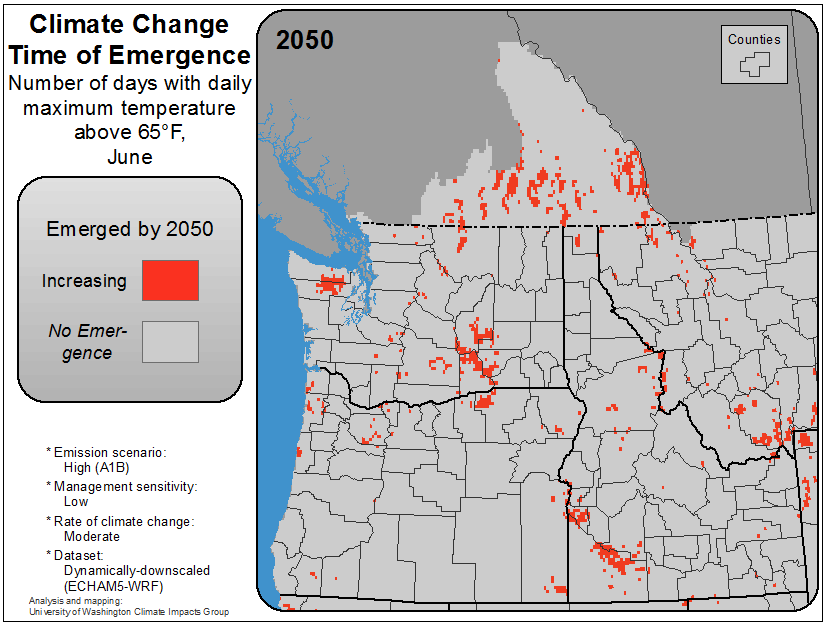 Climate Change
Time of Emergence
Number of days with daily
maximum temperature
above 65°F,
June
Emerged by 2050
Increasing
No Emer-
gence
* Emission scenario:
High (A1B)
* Management sensitivity:
Low
* Rate of climate change:
Moderate
* Dataset:
Dynamically-downscaled
(ECHAM5-WRF)
Analysis and mapping:
University of Washington Climate Impacts Group
2050
Counties